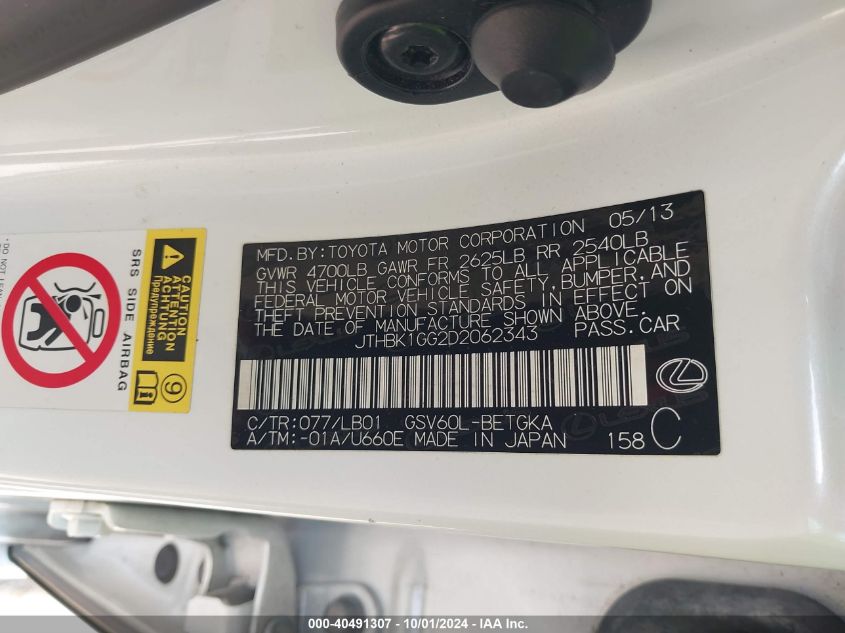 MFD. BY: TOYOTA MOTOR CORPORATION 05/13
GVWR 4700LB GAWR FR 2625LB RR 2540LB
THIS VEHICLE CONFORMS TO ALL APPLICABLE
FEDERAL MOTOR VEHICLE SAFETY, BUMPER, AND
THEFT PREVENTION STANDARDS IN EFFECT ON
THE DATE OF MANUFACTURE SHOWN ABOVE.
JTHBK1GG2D2062343 PASS. CAR
C/TR: 077/LB01 GSV60L-BETGKA
A/TM: -01A/U660E MADE IN JAPAN 158 C
SRS SIDE AIRBAG
CAUTION
ATTENTION
ACHTUNG
Предупреждение
9
000-40491307 - 10/01/2024 - IAA Inc.